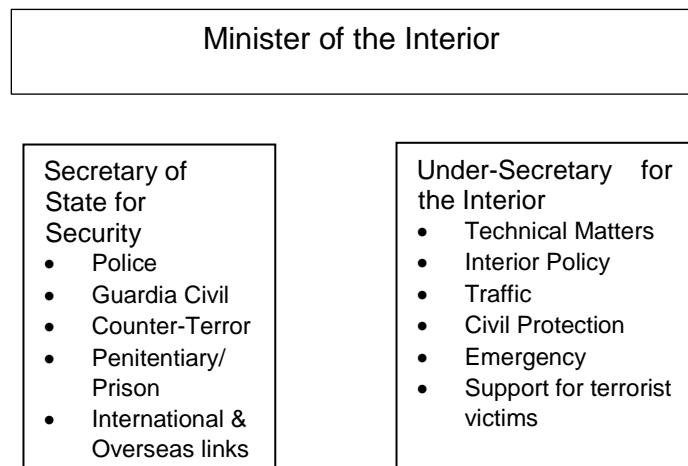 Minister of the Interior
Secretary of
State for
Security
• Police
• Guardia Civil
• Counter-Terror
• Penitentiary/
Prison
• International &
Overseas links
Under-Secretary for
the Interior
• Technical Matters
• Interior Policy
• Traffic
• Civil Protection
• Emergency
• Support for terrorist
victims